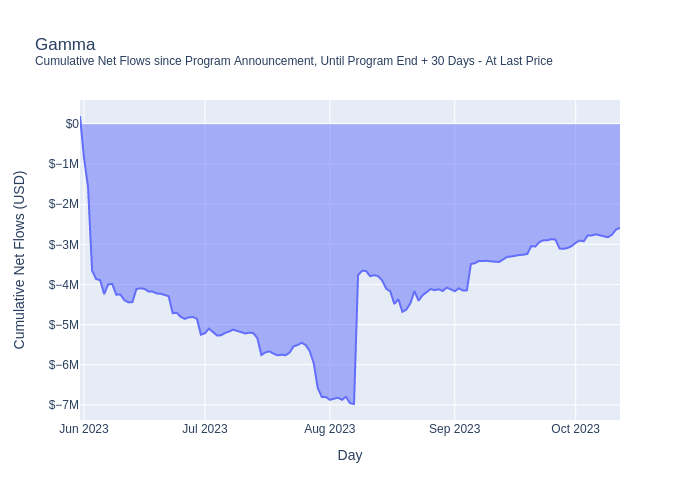 Gamma
Cumulative Net Flows since Program Announcement, Until Program End + 30 Days - At Last Price
Cumulative Net Flows (USD)
$0
$−1M
$−2M
$−3M
$−4M
$−5M
$−6M
$−7M
Jun 2023
Jul 2023
Aug 2023
Sep 2023
Oct 2023
Day